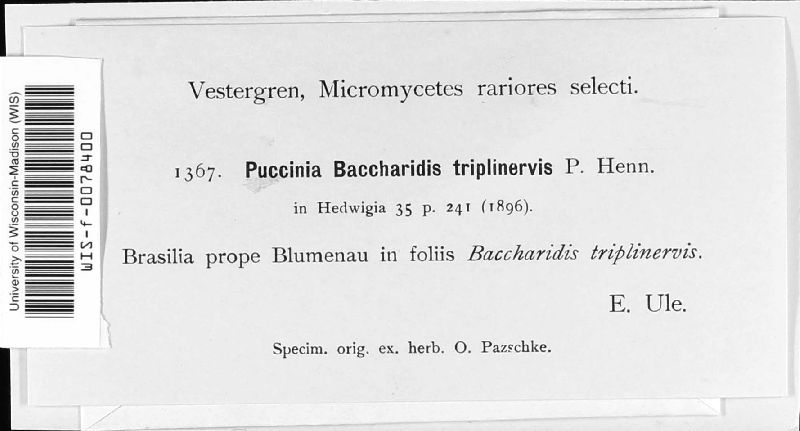 Vestergren, Micromycetes rariores selecti.
1367. Puccinia Baccharidis triplinervis P. Henn.
in Hedwigia 35 p. 241 (1896).
Brasilia prope Blumenau in foliis Baccharidis triplinervis.
E. Ule.
Specim. orig. ex. herb. O. Pazschke.
University of Wisconsin-Madison (WIS)
WIS-f-0078400